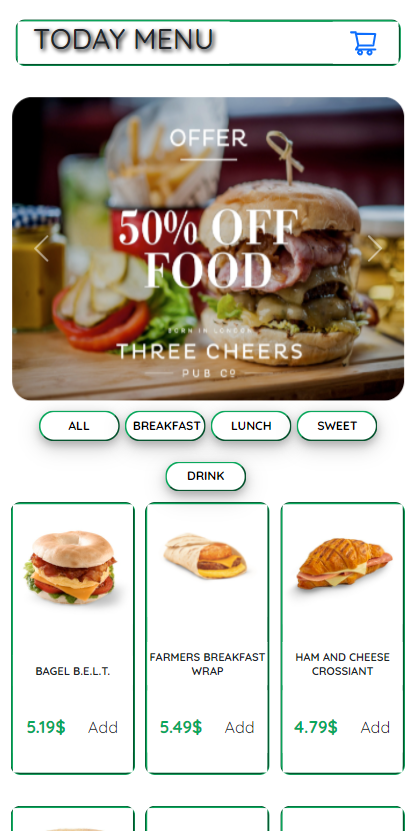 TODAY MENU
OFFER
50% OFF
FOOD
BORN IN LONDON
THREE CHEERS
PUB Cº
ALL
BREAKFAST
LUNCH
SWEET
DRINK
BAGEL B.E.L.T.
FARMERS BREAKFAST
WRAP
HAM AND CHEESE
CROSSIANT
5.19$
Add
5.49$
Add
4.79$
Add